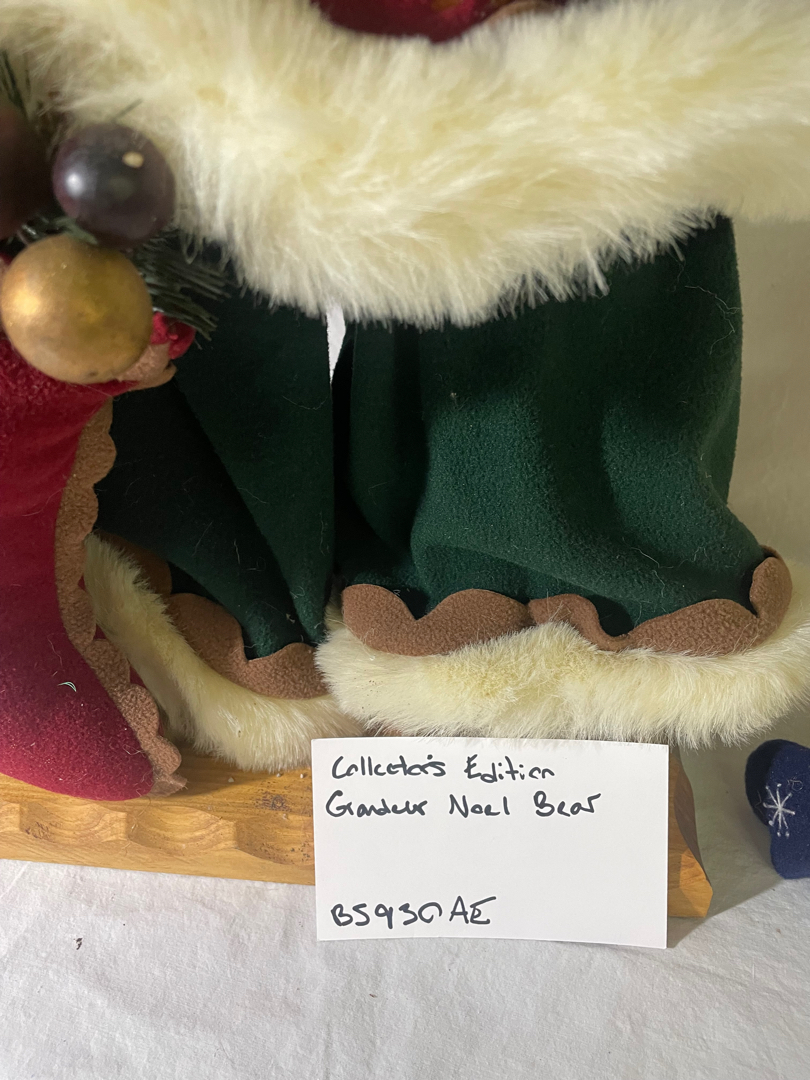 Collector's Edition
Grandeur Noel Bear
BS930AE